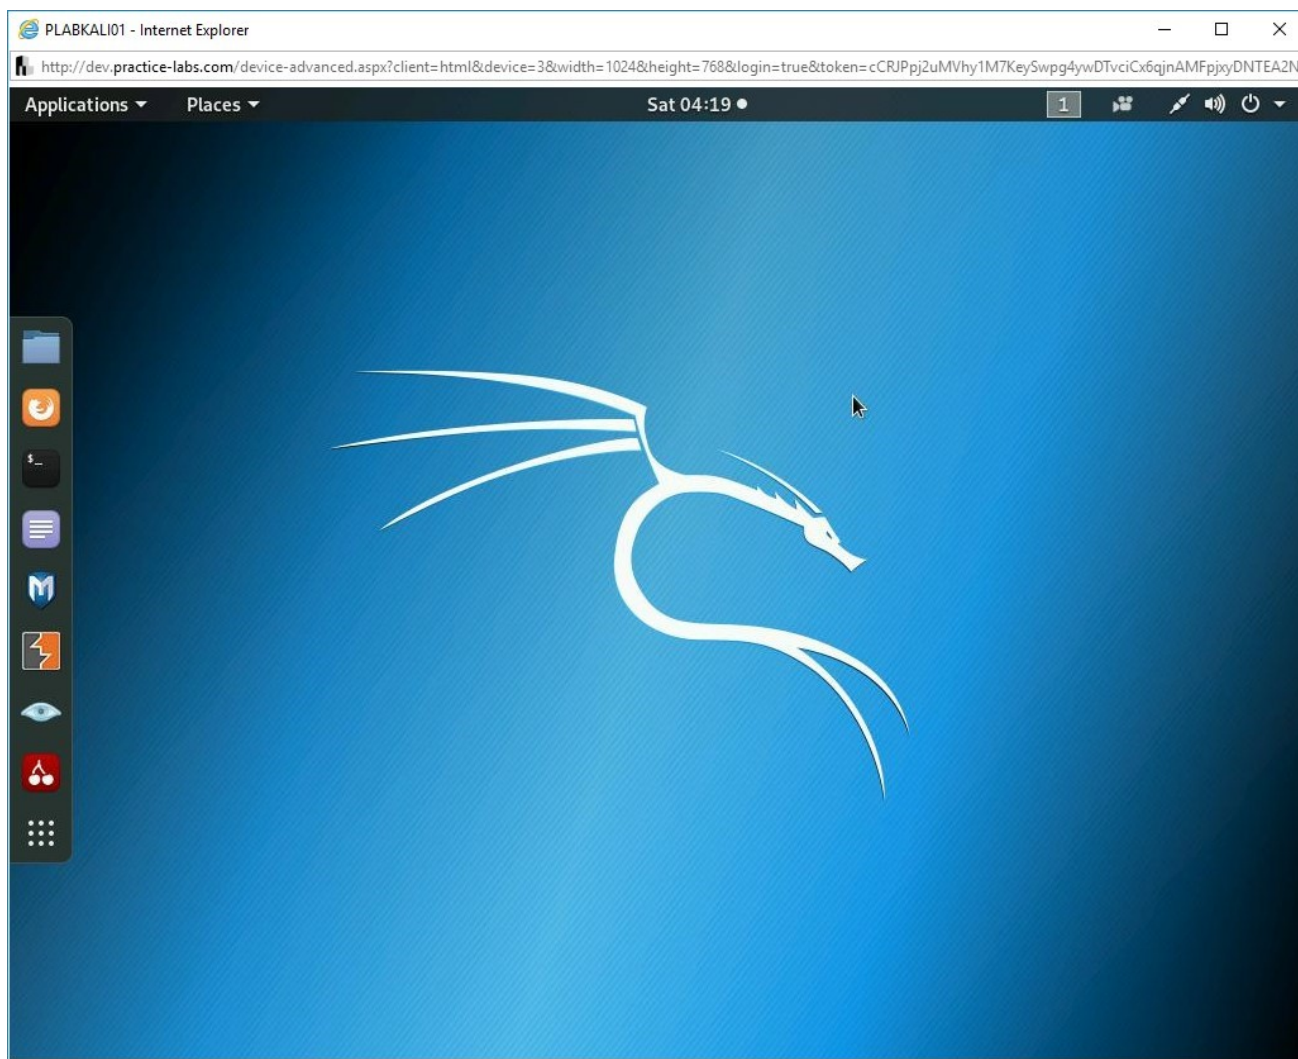 PLABKALI01 - Internet Explorer
http://dev.practice-labs.com/device-advanced.aspx?client=html&device=3&width=1024&height=768&login=true&token=cCRJPpj2uMVhy1M7KeySwpg4ywDTvciCx6qjnAMFpjxyDNTEA2N
Applications Places Sat 04:19 1
$_